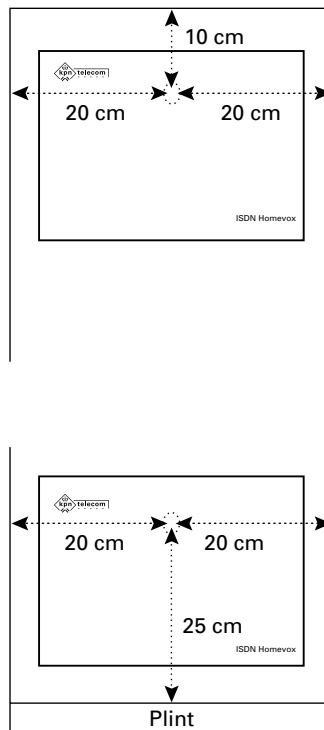 10 cm
kpn telecom
20 cm 20 cm
ISDN Homevox
kpn telecom
20 cm 20 cm
25 cm
ISDN Homevox
Plint